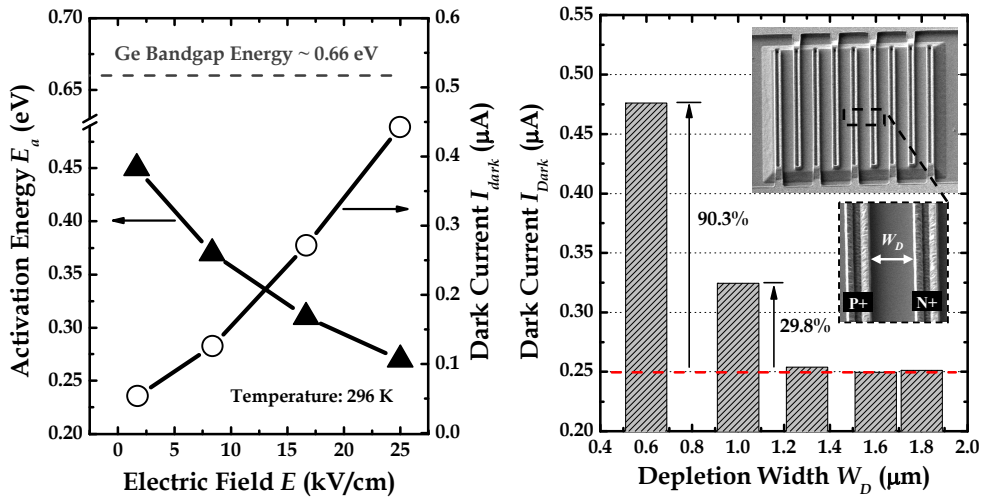 Ge Bandgap Energy ~ 0.66 eV
0.70
0.65
0.45
0.40
0.35
0.30
0.25
0.20
Activation Energy E_a (eV)
0.6
0.5
0.4
0.3
0.2
0.1
0.0
Dark Current I_dark (μA)
Temperature: 296 K
0 5 10 15 20 25
Electric Field E (kV/cm)
0.55
0.50
0.45
0.40
0.35
0.30
0.25
0.20
Dark Current I_Dark (μA)
90.3%
29.8%
W_D
P+ N+
0.4 0.6 0.8 1.0 1.2 1.4 1.6 1.8 2.0
Depletion Width W_D (μm)